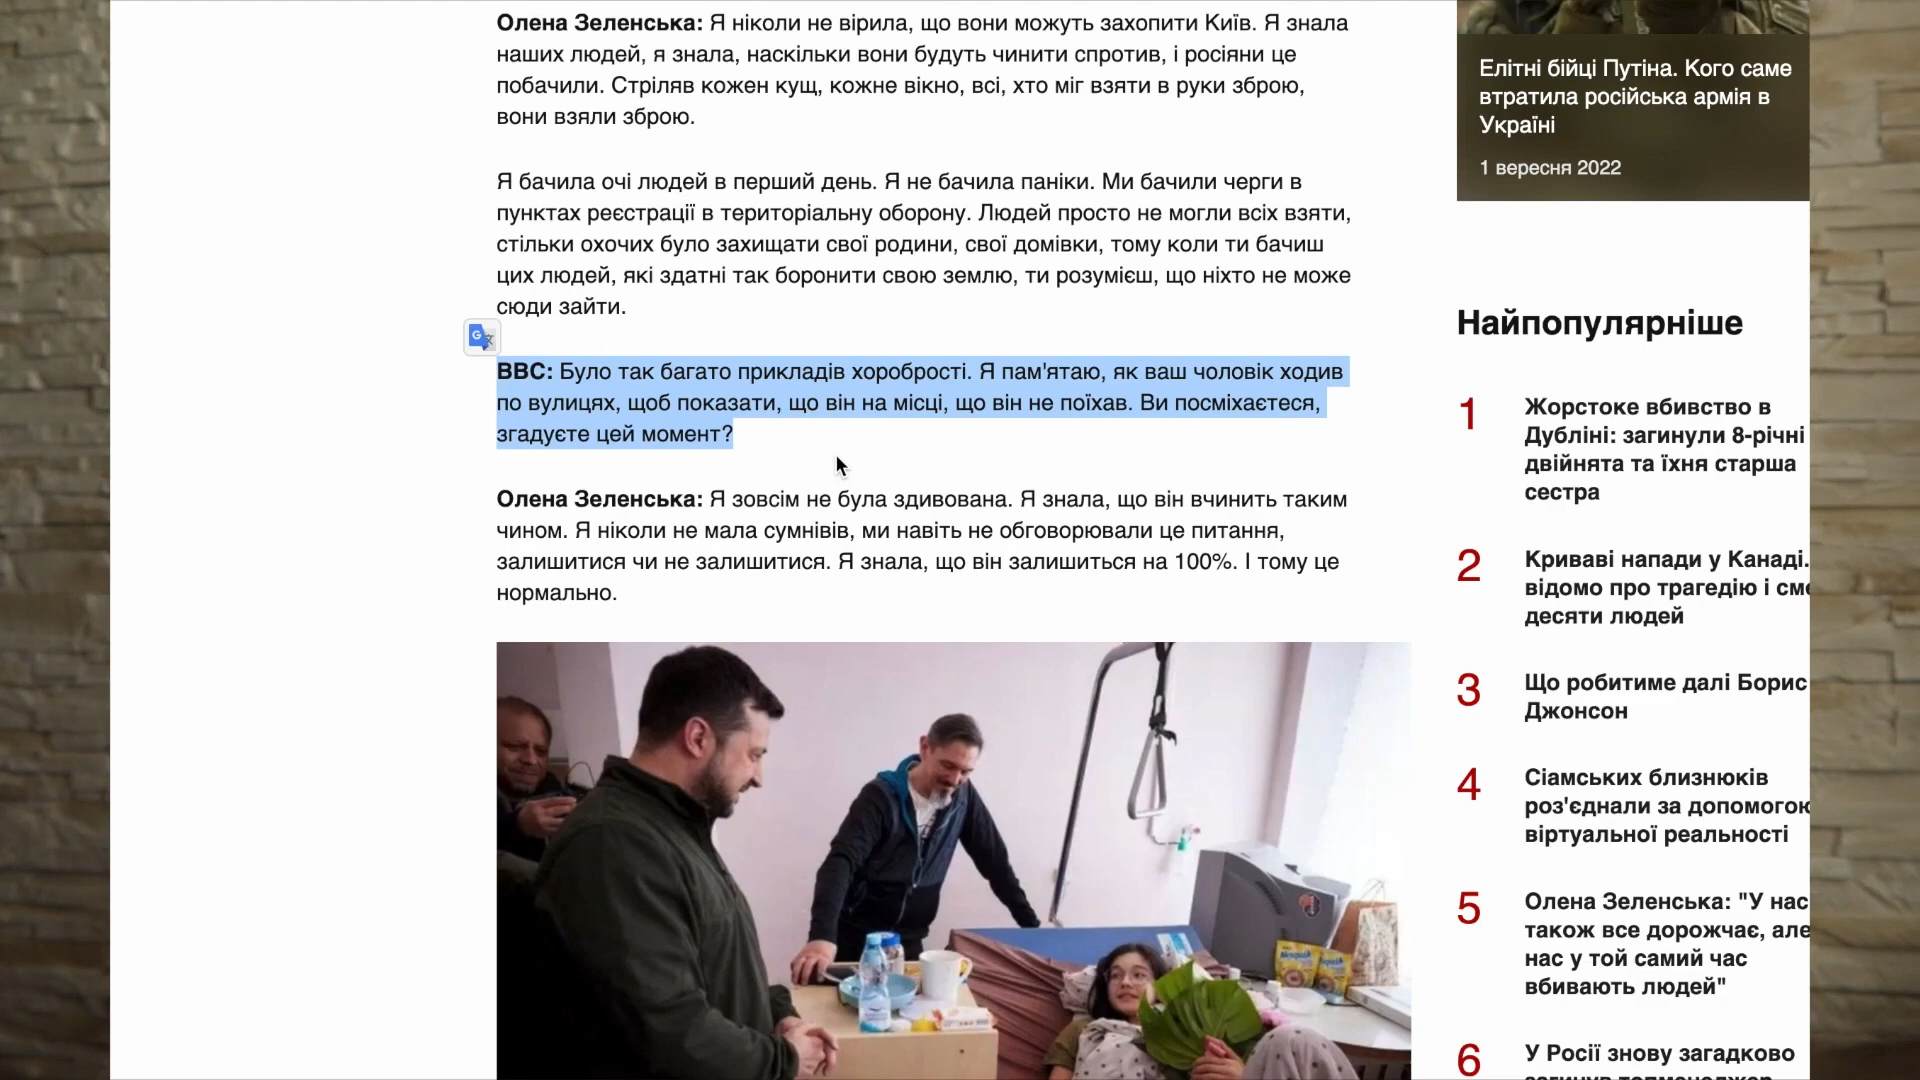 Олена Зеленська: Я ніколи не вірила, що вони можуть захопити Київ. Я знала
наших людей, я знала, наскільки вони будуть чинити спротив, і росіяни це
побачили. Стріляв кожен кущ, кожне вікно, всі, хто міг взяти в руки зброю,
вони взяли зброю.
Я бачила очі людей в перший день. Я не бачила паніки. Ми бачили черги в
пунктах реєстрації в територіальну оборону. Людей просто не могли всіх взяти,
стільки охочих було захищати свої родини, свої домівки, тому коли ти бачиш
цих людей, які здатні так боронити свою землю, ти розумієш, що ніхто не може
сюди зайти.
BBC: Було так багато прикладів хоробрості. Я пам'ятаю, як ваш чоловік ходив
по вулицях, щоб показати, що він на місці, що він не поїхав. Ви посміхаєтеся,
згадуєте цей момент?
Олена Зеленська: Я зовсім не була здивована. Я знала, що він вчинить таким
чином. Я ніколи не мала сумнівів, ми навіть не обговорювали це питання,
залишитися чи не залишитися. Я знала, що він залишиться на 100%. І тому це
нормально.
Елітні бійці Путіна. Кого саме
втратила російська армія в
Україні
1 вересня 2022
Найпопулярніше
1
Жорстоке вбивство в
Дубліні: загинули 8-річні
двійнята та їхня старша
сестра
2
Криваві напади у Канаді.
відомо про трагедію і
десяти людей
3
Що робитиме далі Борис
Джонсон
4
Сіамських близнюків
роз'єднали за допомогою
віртуальної реальності
5
Олена Зеленська: "У нас
також все дорожчає, але
нас у той самий час
вбивають людей"
6
У Росії знову загадково